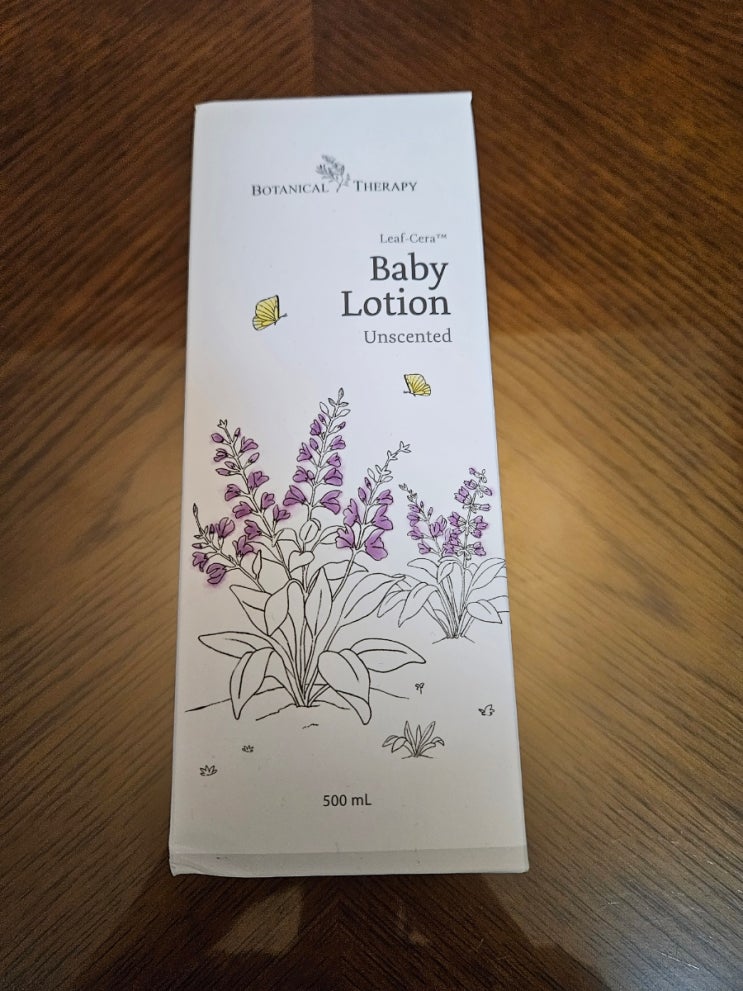 BOTANICAL THERAPY
Leaf-Cera™
Baby
Lotion
Unscented
500 mL